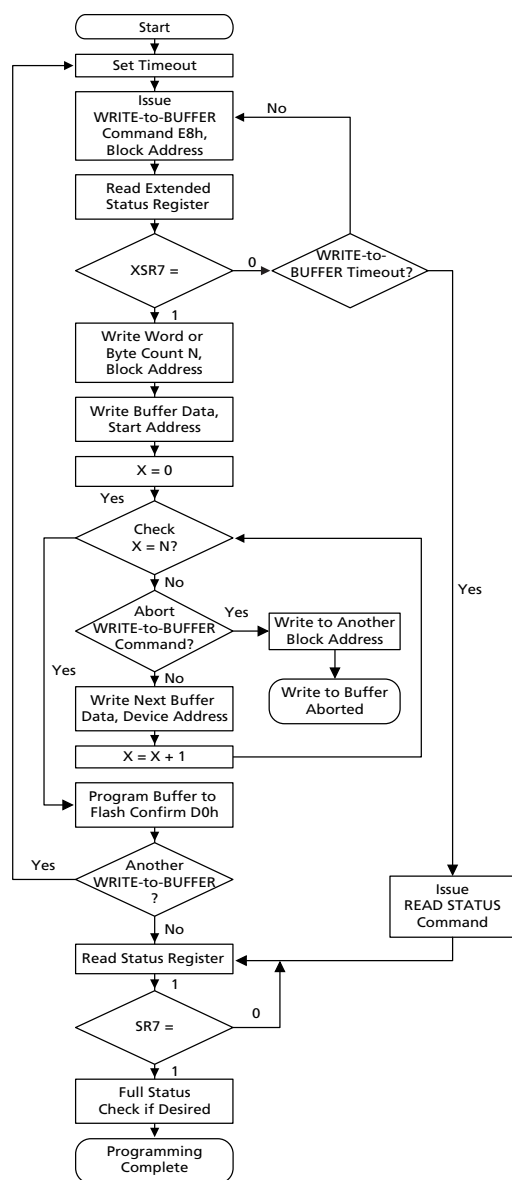 Start
Set Timeout
Issue
WRITE-to-BUFFER
Command E8h,
Block Address
No
Read Extended
Status Register
XSR7 =
0
WRITE-to-
BUFFER Timeout?
1
Write Word or
Byte Count N,
Block Address
Write Buffer Data,
Start Address
X = 0
Yes
Check
X = N?
Yes
No
Abort
WRITE-to-BUFFER
Command?
Yes
Write to Another
Block Address
Yes
No
Write to Buffer
Aborted
Write Next Buffer
Data, Device Address
X = X + 1
Program Buffer to
Flash Confirm D0h
Yes
Another
WRITE-to-BUFFER
?
Issue
READ STATUS
Command
No
Read Status Register
1
SR7 =
0
1
Full Status
Check if Desired
Programming
Complete